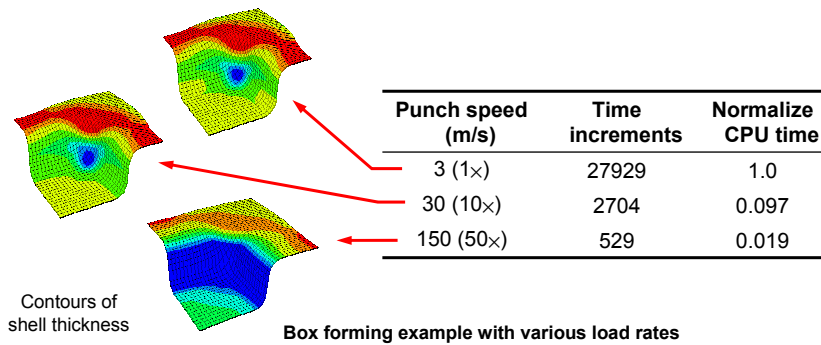 Punch speed (m/s) Time increments Normalize CPU time
3 (1×) 27929 1.0
30 (10×) 2704 0.097
150 (50×) 529 0.019
Contours of
shell thickness
Box forming example with various load rates